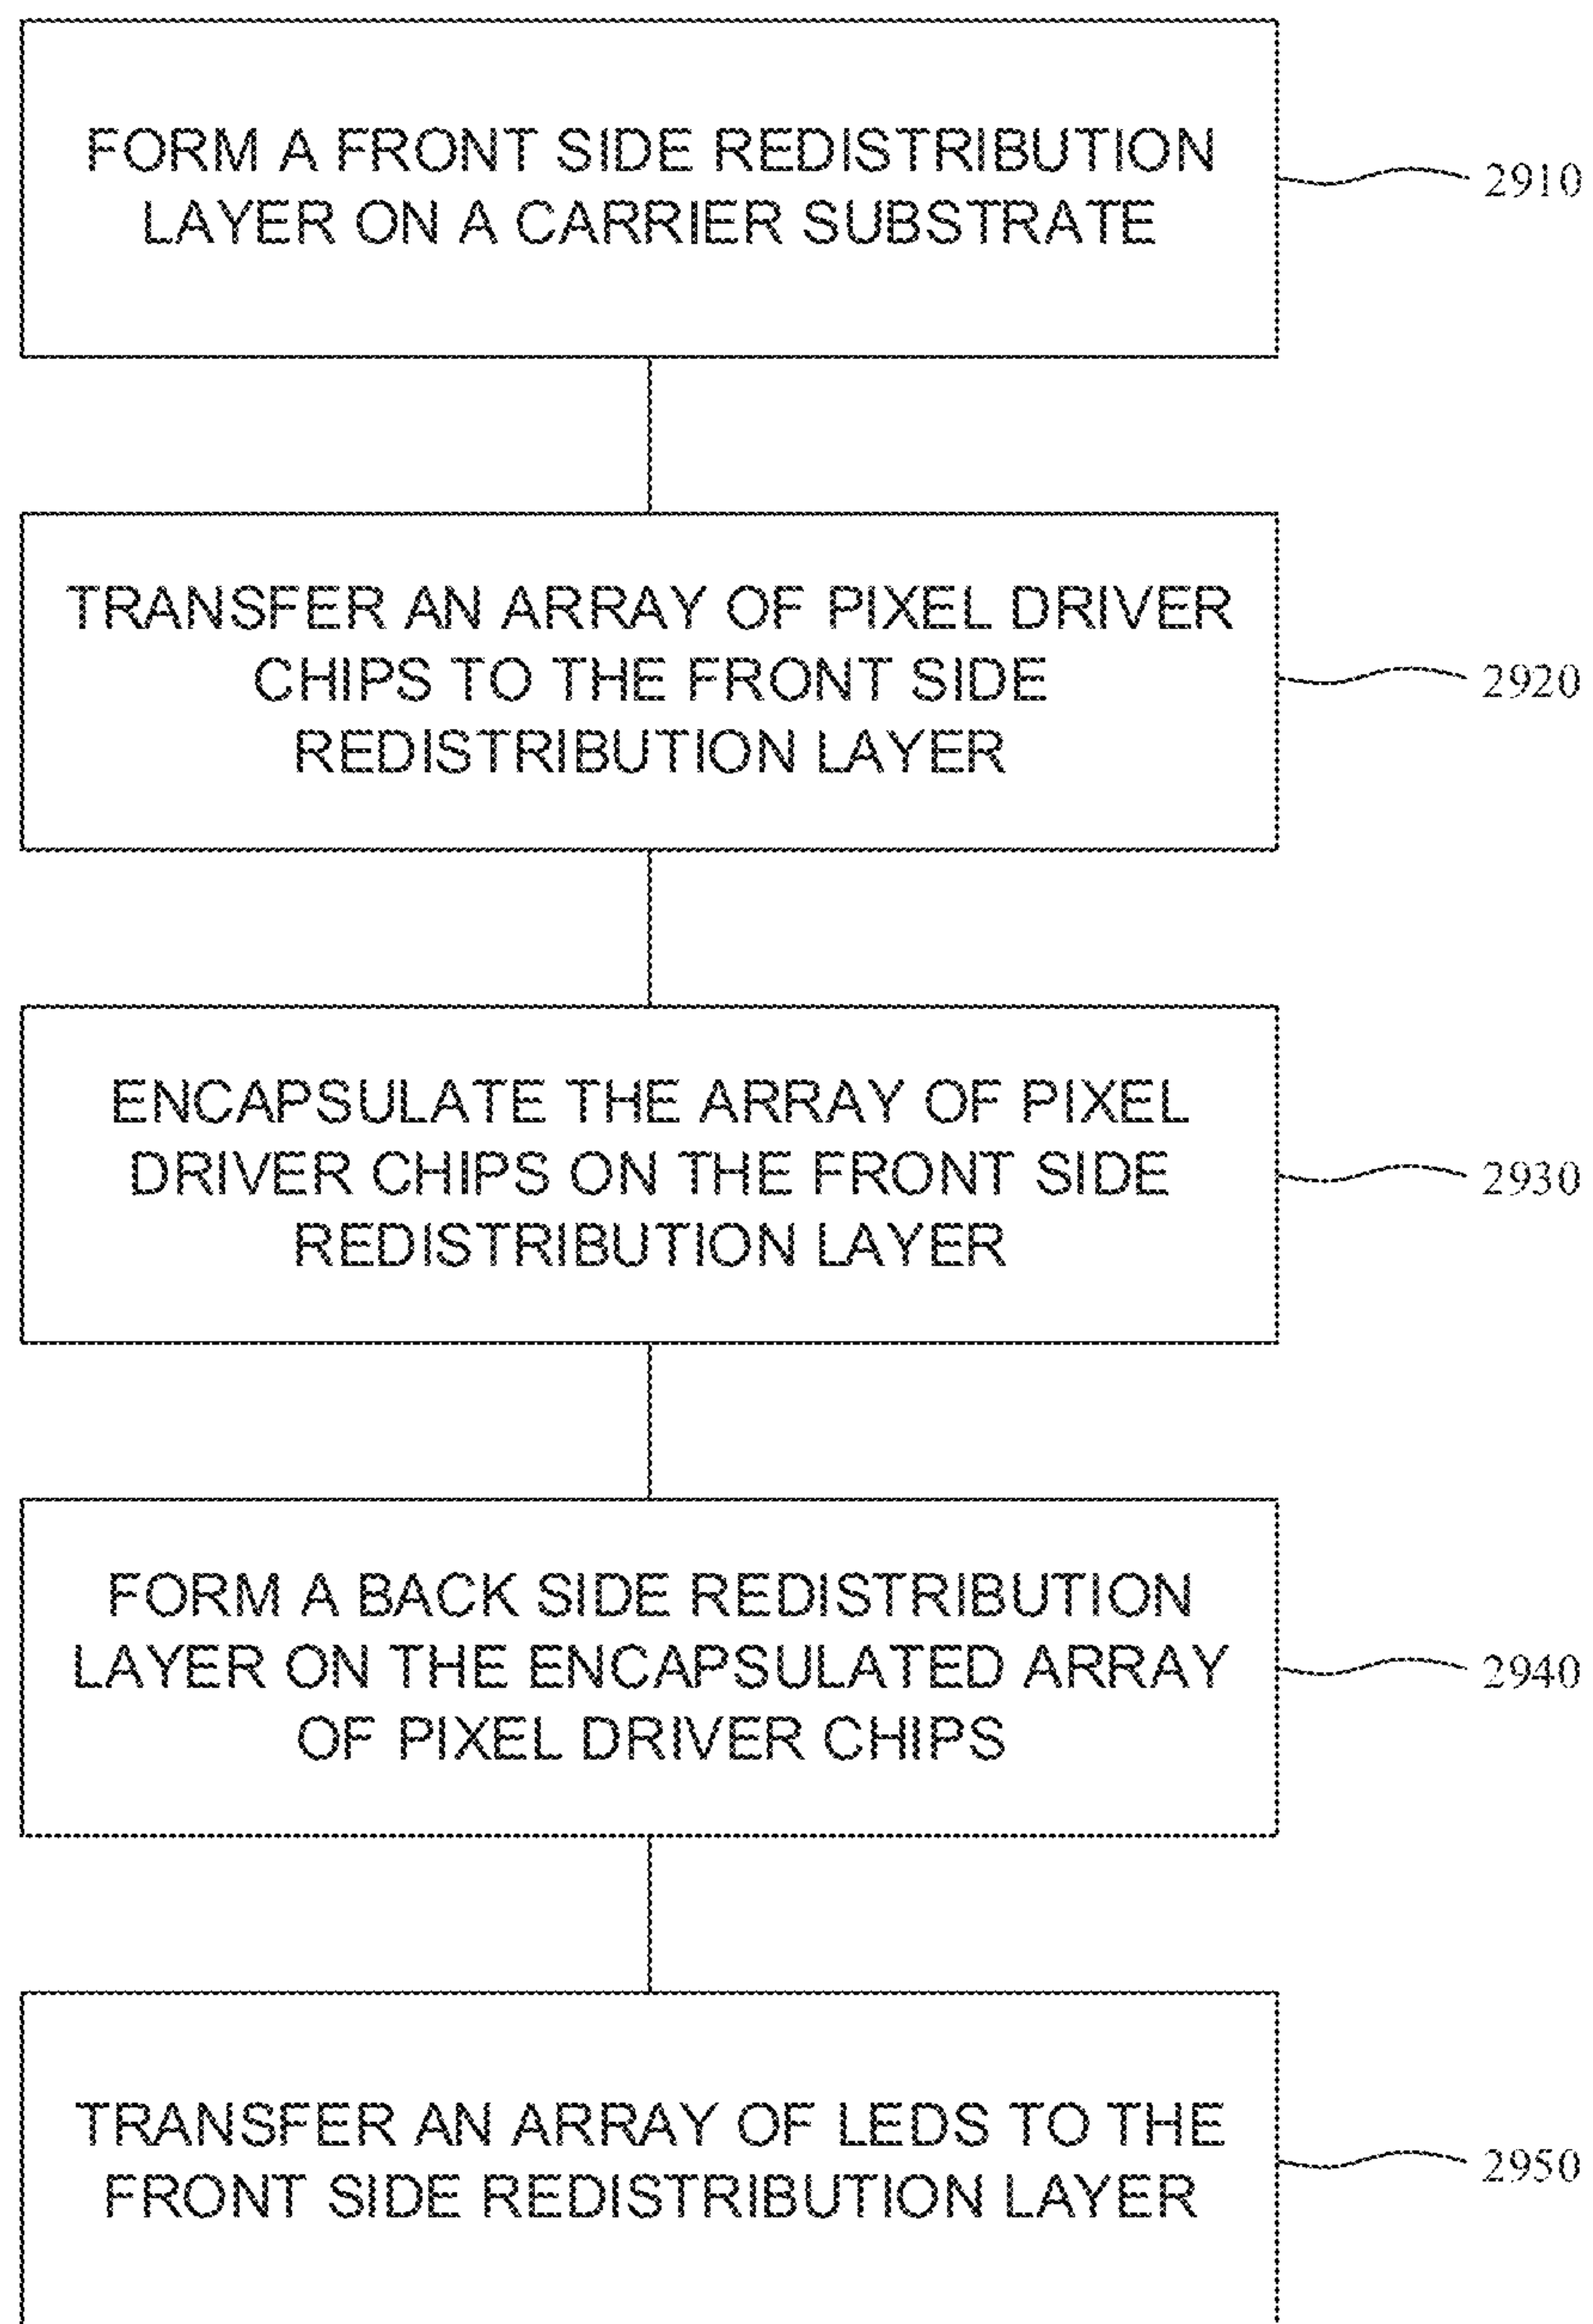 FORM A FRONT SIDE REDISTRIBUTION
LAYER ON A CARRIER SUBSTRATE
2910
TRANSFER AN ARRAY OF PIXEL DRIVER
CHIPS TO THE FRONT SIDE
REDISTRIBUTION LAYER
2920
ENCAPSULATE THE ARRAY OF PIXEL
DRIVER CHIPS ON THE FRONT SIDE
REDISTRIBUTION LAYER
2930
FORM A BACK SIDE REDISTRIBUTION
LAYER ON THE ENCAPSULATED ARRAY
OF PIXEL DRIVER CHIPS
2940
TRANSFER AN ARRAY OF LEDS TO THE
FRONT SIDE REDISTRIBUTION LAYER
2950